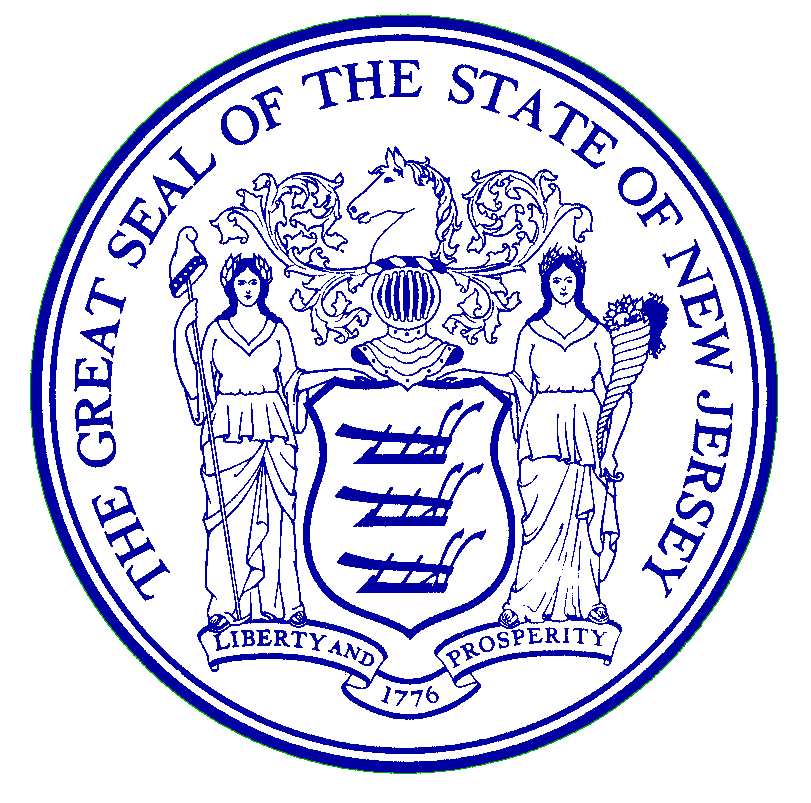 THE GREAT SEAL OF THE STATE OF NEW JERSEY
LIBERTY AND
PROSPERITY
1776